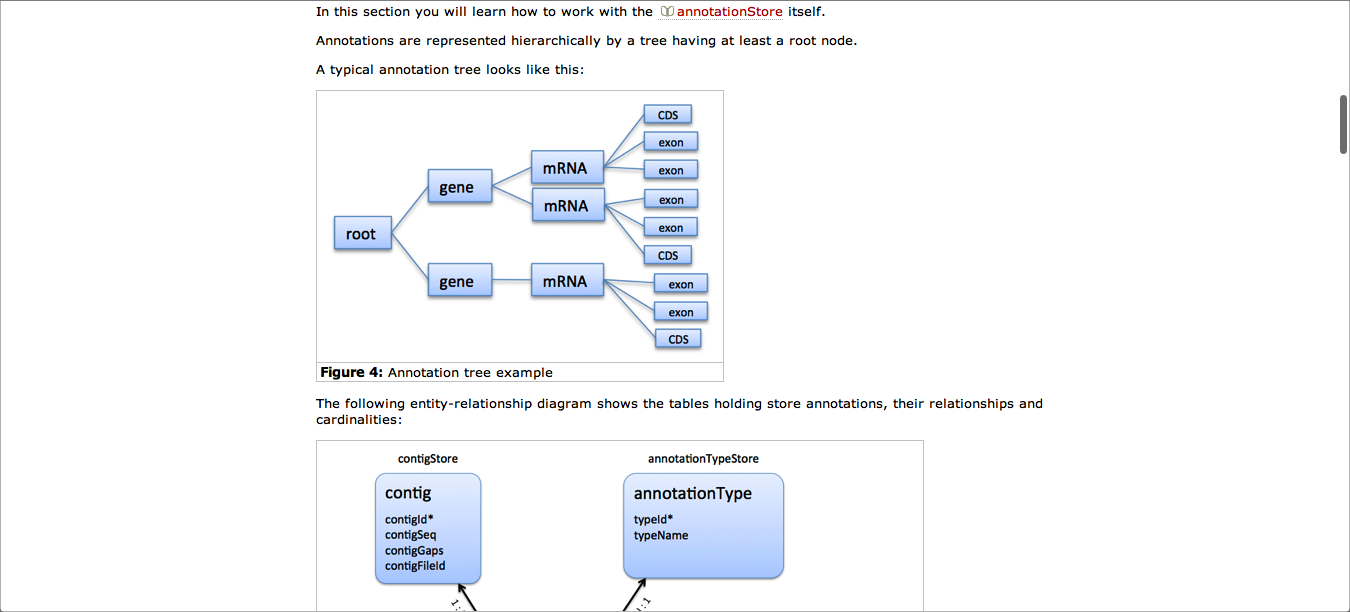 In this section you will learn how to work with the annotationStore itself.
Annotations are represented hierarchically by a tree having at least a root node.
A typical annotation tree looks like this:
CDS
exon
mRNA
exon
gene
exon
mRNA
exon
root
CDS
gene
mRNA
exon
exon
CDS
Figure 4: Annotation tree example
The following entity-relationship diagram shows the tables holding store annotations, their relationships and
cardinalities:
contigStore
annotationTypeStore
contig
contigId*
contigSeq
contigGaps
contigFileId
annotationType
typeId*
typeName